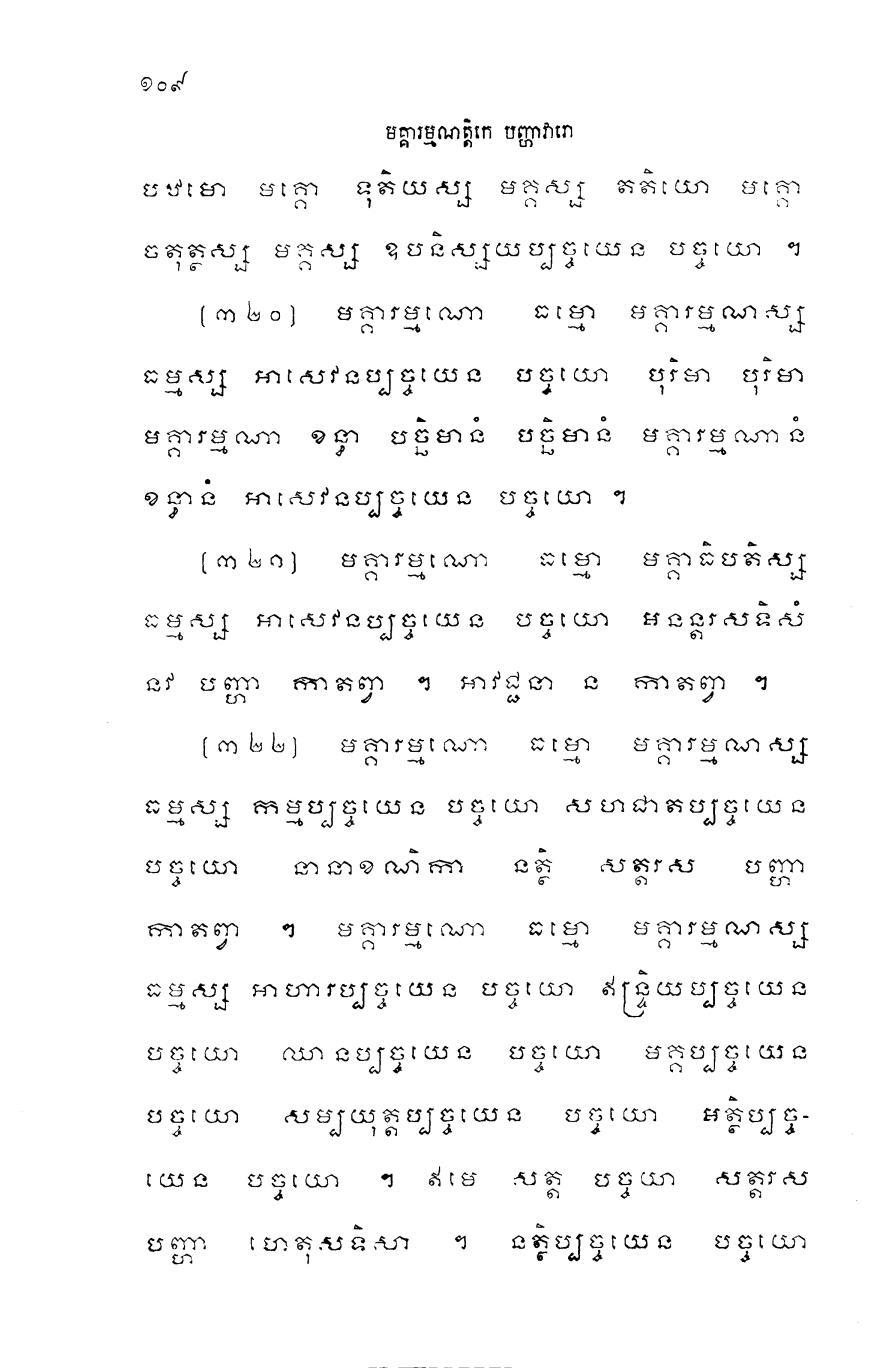 ១០៩
មគ្គារម្មណត្តិកេ បញ្ហាវារោ
បឋមោ មគ្គោ ទុតិយស្ស មគ្គស្ស តតិយោ មគ្គោ
ចតុត្ថស្ស មគ្គស្ស ឧបនិស្សយប្បច្ចយេន បច្ចយោ ។
(៣២០) មគ្គារម្មណោ ធម្មោ មគ្គារម្មណស្ស
ធម្មស្ស អាសេវនប្បច្ចយេន បច្ចយោ បុរិមា បុរិមា
មគ្គារម្មណា ខន្ធា បច្ឆិមានំ បច្ឆិមានំ មគ្គារម្មណានំ
ខន្ធានំ អាសេវនប្បច្ចយេន បច្ចយោ ។
(៣២១) មគ្គារម្មណោ ធម្មោ មគ្គាធិបតិស្ស
ធម្មស្ស អាសេវនប្បច្ចយេន បច្ចយោ អនន្តរសទិសំ
នវ បញ្ហា កាតព្វា ។ អាវជ្ជនា ន កាតព្វា ។
(៣២២) មគ្គារម្មណោ ធម្មោ មគ្គារម្មណស្ស
ធម្មស្ស កម្មប្បច្ចយេន បច្ចយោ សហជាតប្បច្ចយេន
បច្ចយោ នានាខណិកា នត្ថិ សត្តរស បញ្ហា
កាតព្វា ។ មគ្គារម្មណោ ធម្មោ មគ្គារម្មណស្ស
ធម្មស្ស អាហារប្បច្ចយេន បច្ចយោ ឥន្ទ្រិយប្បច្ចយេន
បច្ចយោ ឈានប្បច្ចយេន បច្ចយោ មគ្គប្បច្ចយេន
បច្ចយោ សម្បយុត្តប្បច្ចយេន បច្ចយោ អត្ថិប្បច្ច-
យេន បច្ចយោ ។ ឥមេ សត្ត បច្ចយា សត្តរស
បញ្ហា ហេតុសទិសា ។ នត្ថិប្បច្ចយេន បច្ចយោ